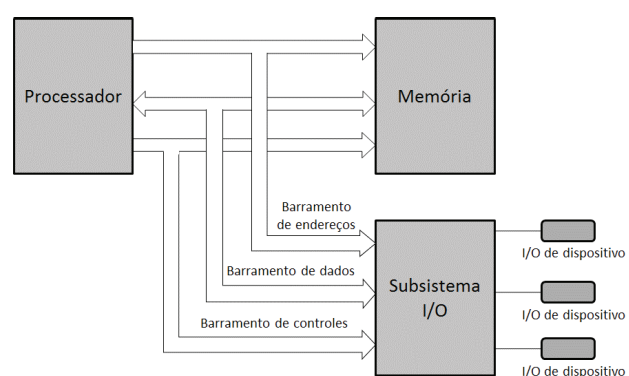 Processador
Memória
Barramento
de endereços
I/O de dispositivo
Barramento de dados
Subsistema
I/O
I/O de dispositivo
Barramento de controles
I/O de dispositivo